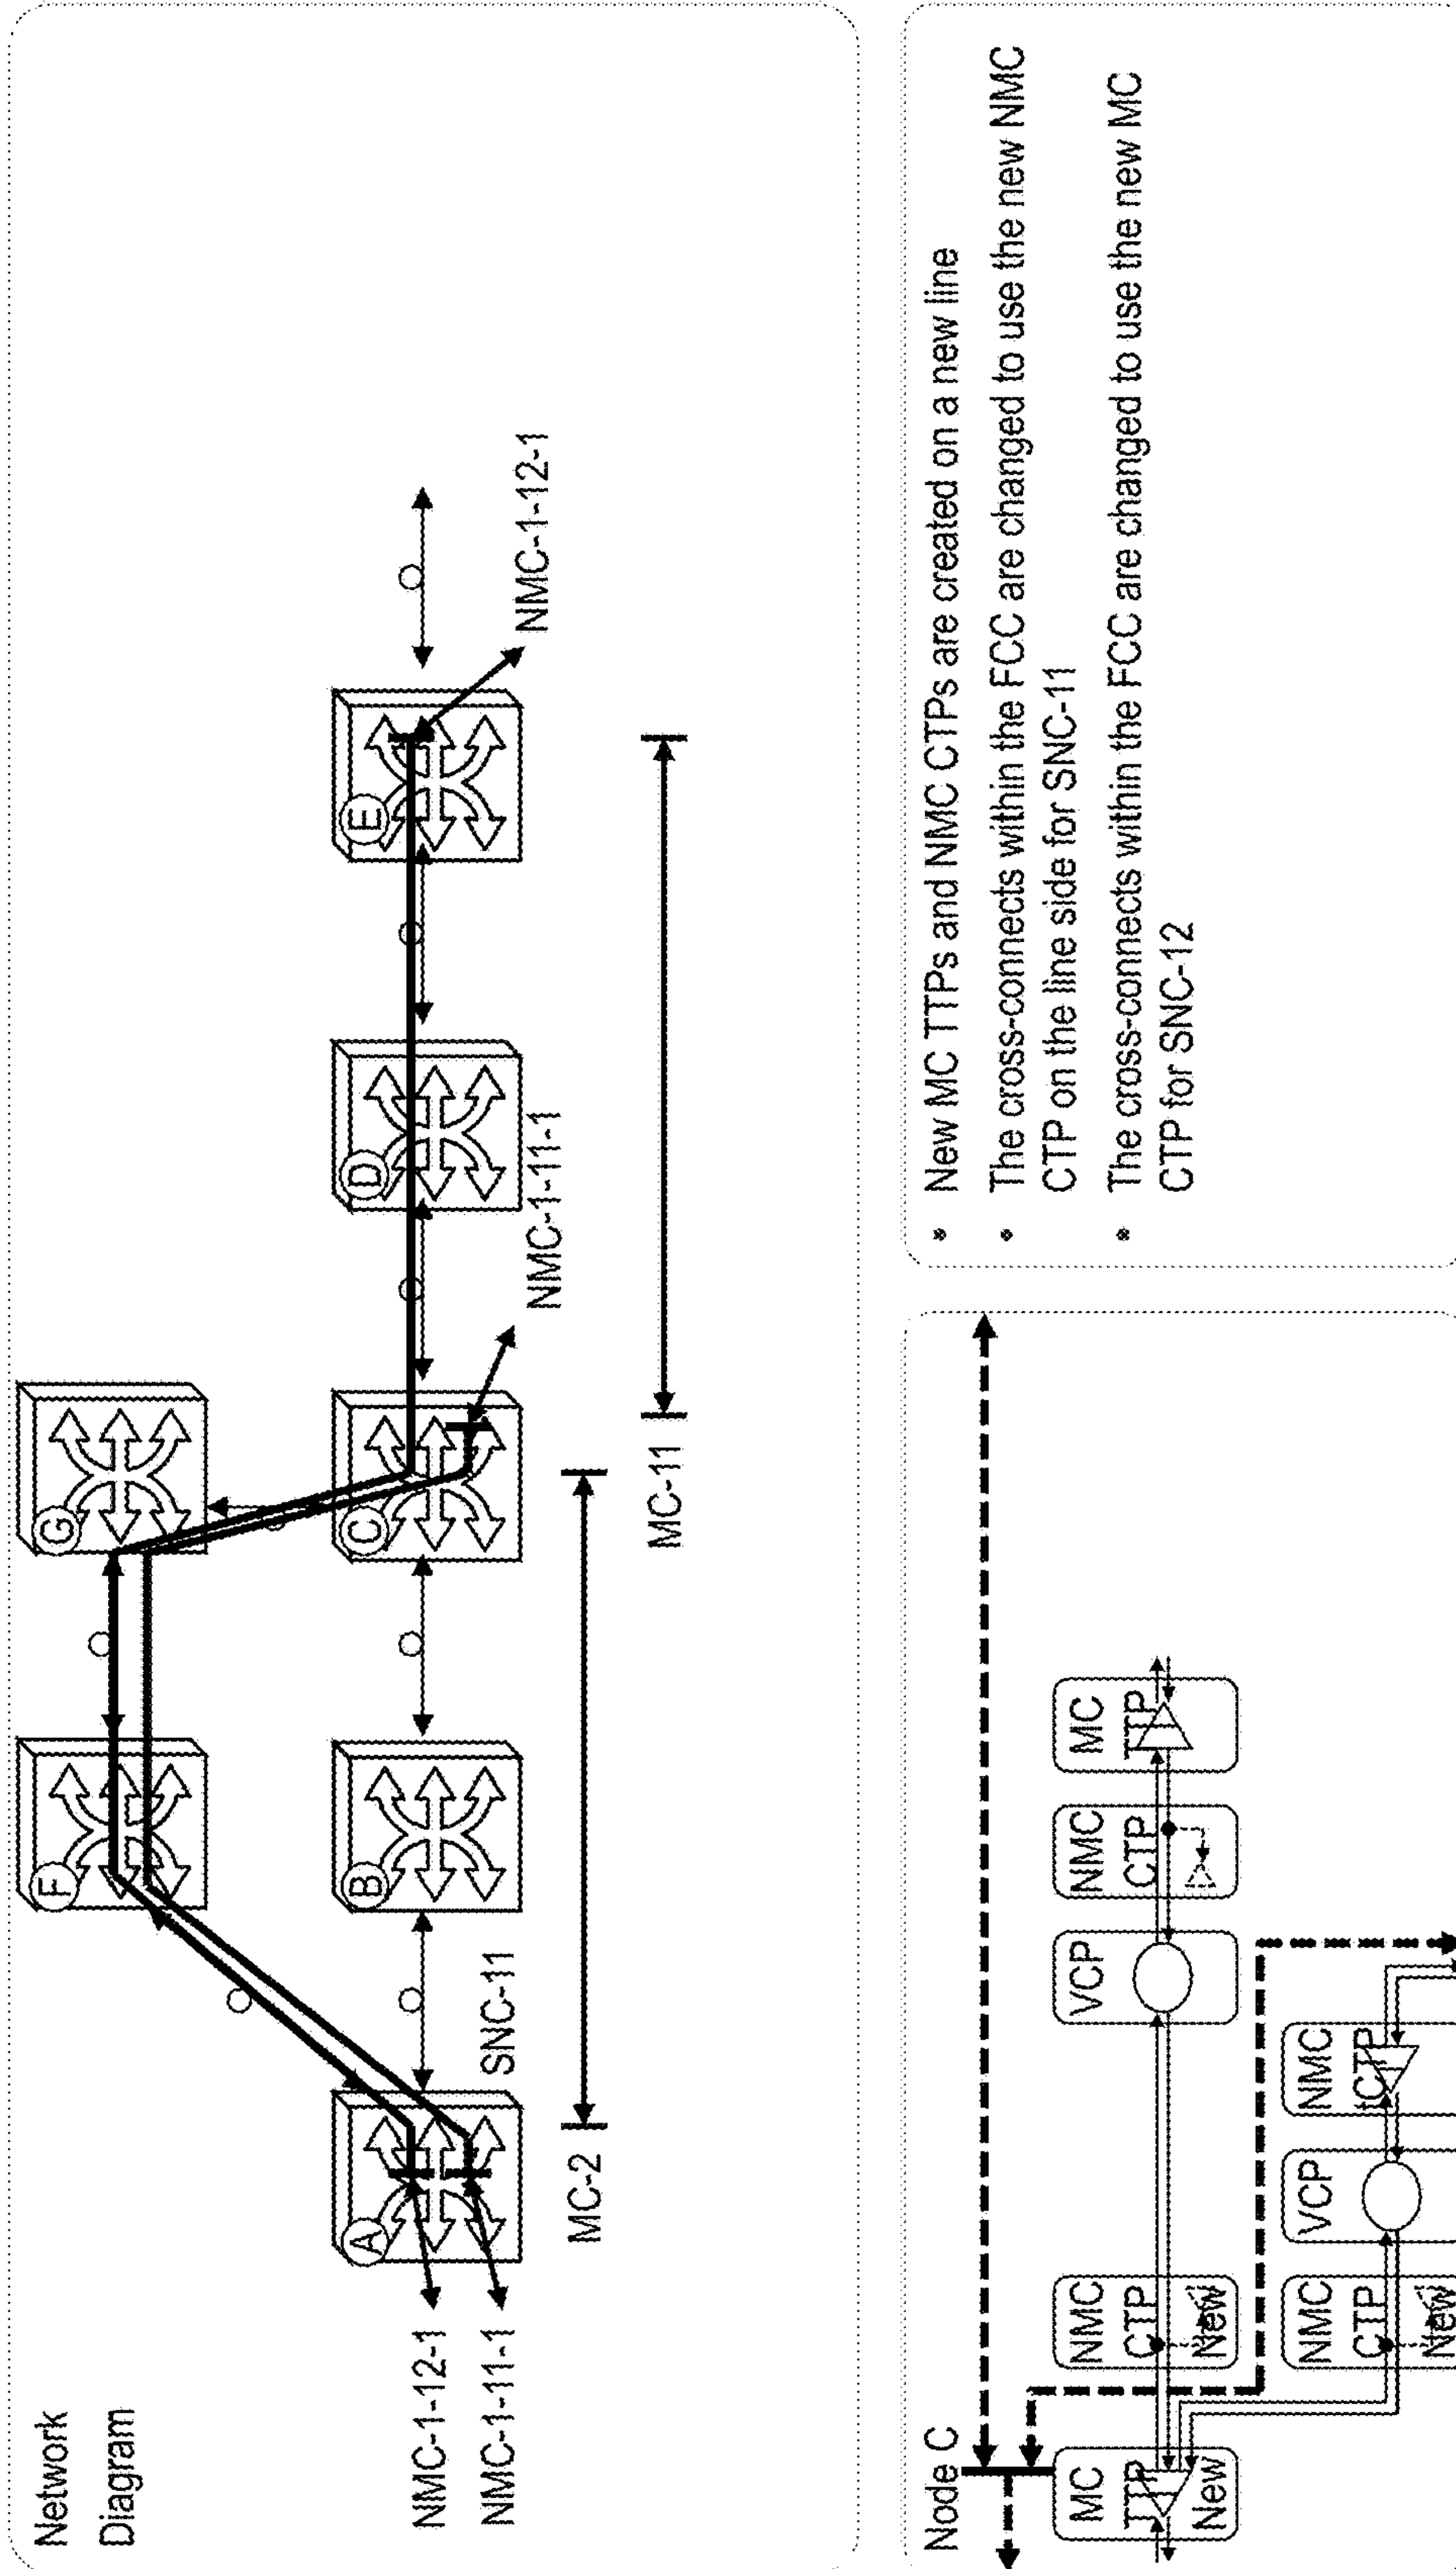 Network
Diagram
F
G
A
B
C
D
E
SNC-11
NMC-1-12-1
NMC-1-11-1
NMC-1-11-1
NMC-1-12-1
MC-2
MC-11
Node C
MC
TTP
New
NMC
CTP
New
VCP
NMC
CTP
MC
TTP
NMC
CTP
New
VCP
NMC
tCTP
• New MC TTPs and NMC CTPs are created on a new line
• The cross-connects within the FCC are changed to use the new NMC
CTP on the line side for SNC-11
• The cross-connects within the FCC are changed to use the new MC
CTP for SNC-12